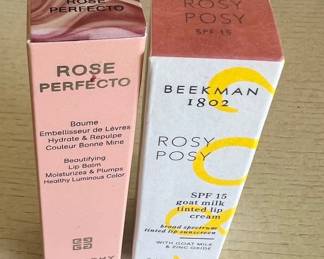 ROSE
PERFECTO
ROSE
PERFECTO
Baume
Embellisseur de Lèvres
Hydrate & Repulpe
Couleur Bonne Mine
Beautifying
Lip Balm
Moisturizes & Plumps
Healthy Luminous Color
ROSY
POSY
SPF 15
BEEKMAN
1802
ROSY
POSY
SPF 15
goat milk
tinted lip
cream
broad spectrum
tinted lip sunscreen
WITH GOAT MILK
& ZINC OXIDE